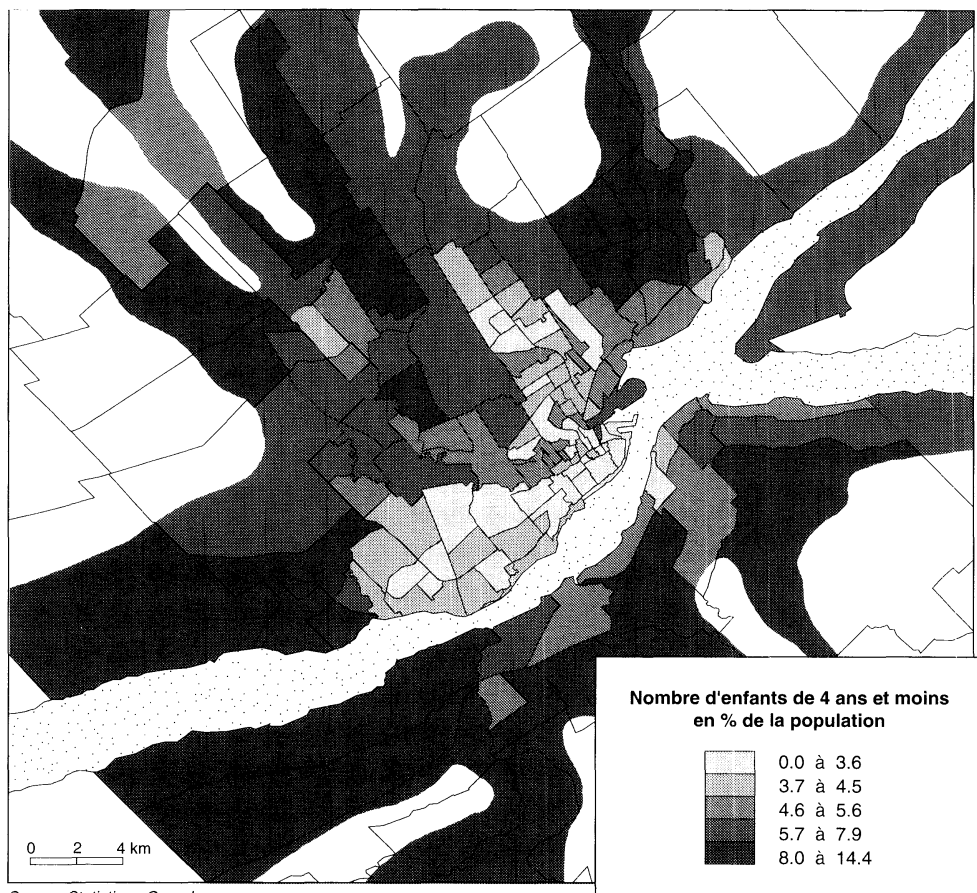 Nombre d'enfants de 4 ans et moins
en % de la population
0.0 à 3.6
3.7 à 4.5
4.6 à 5.6
5.7 à 7.9
8.0 à 14.4
0 2 4 km